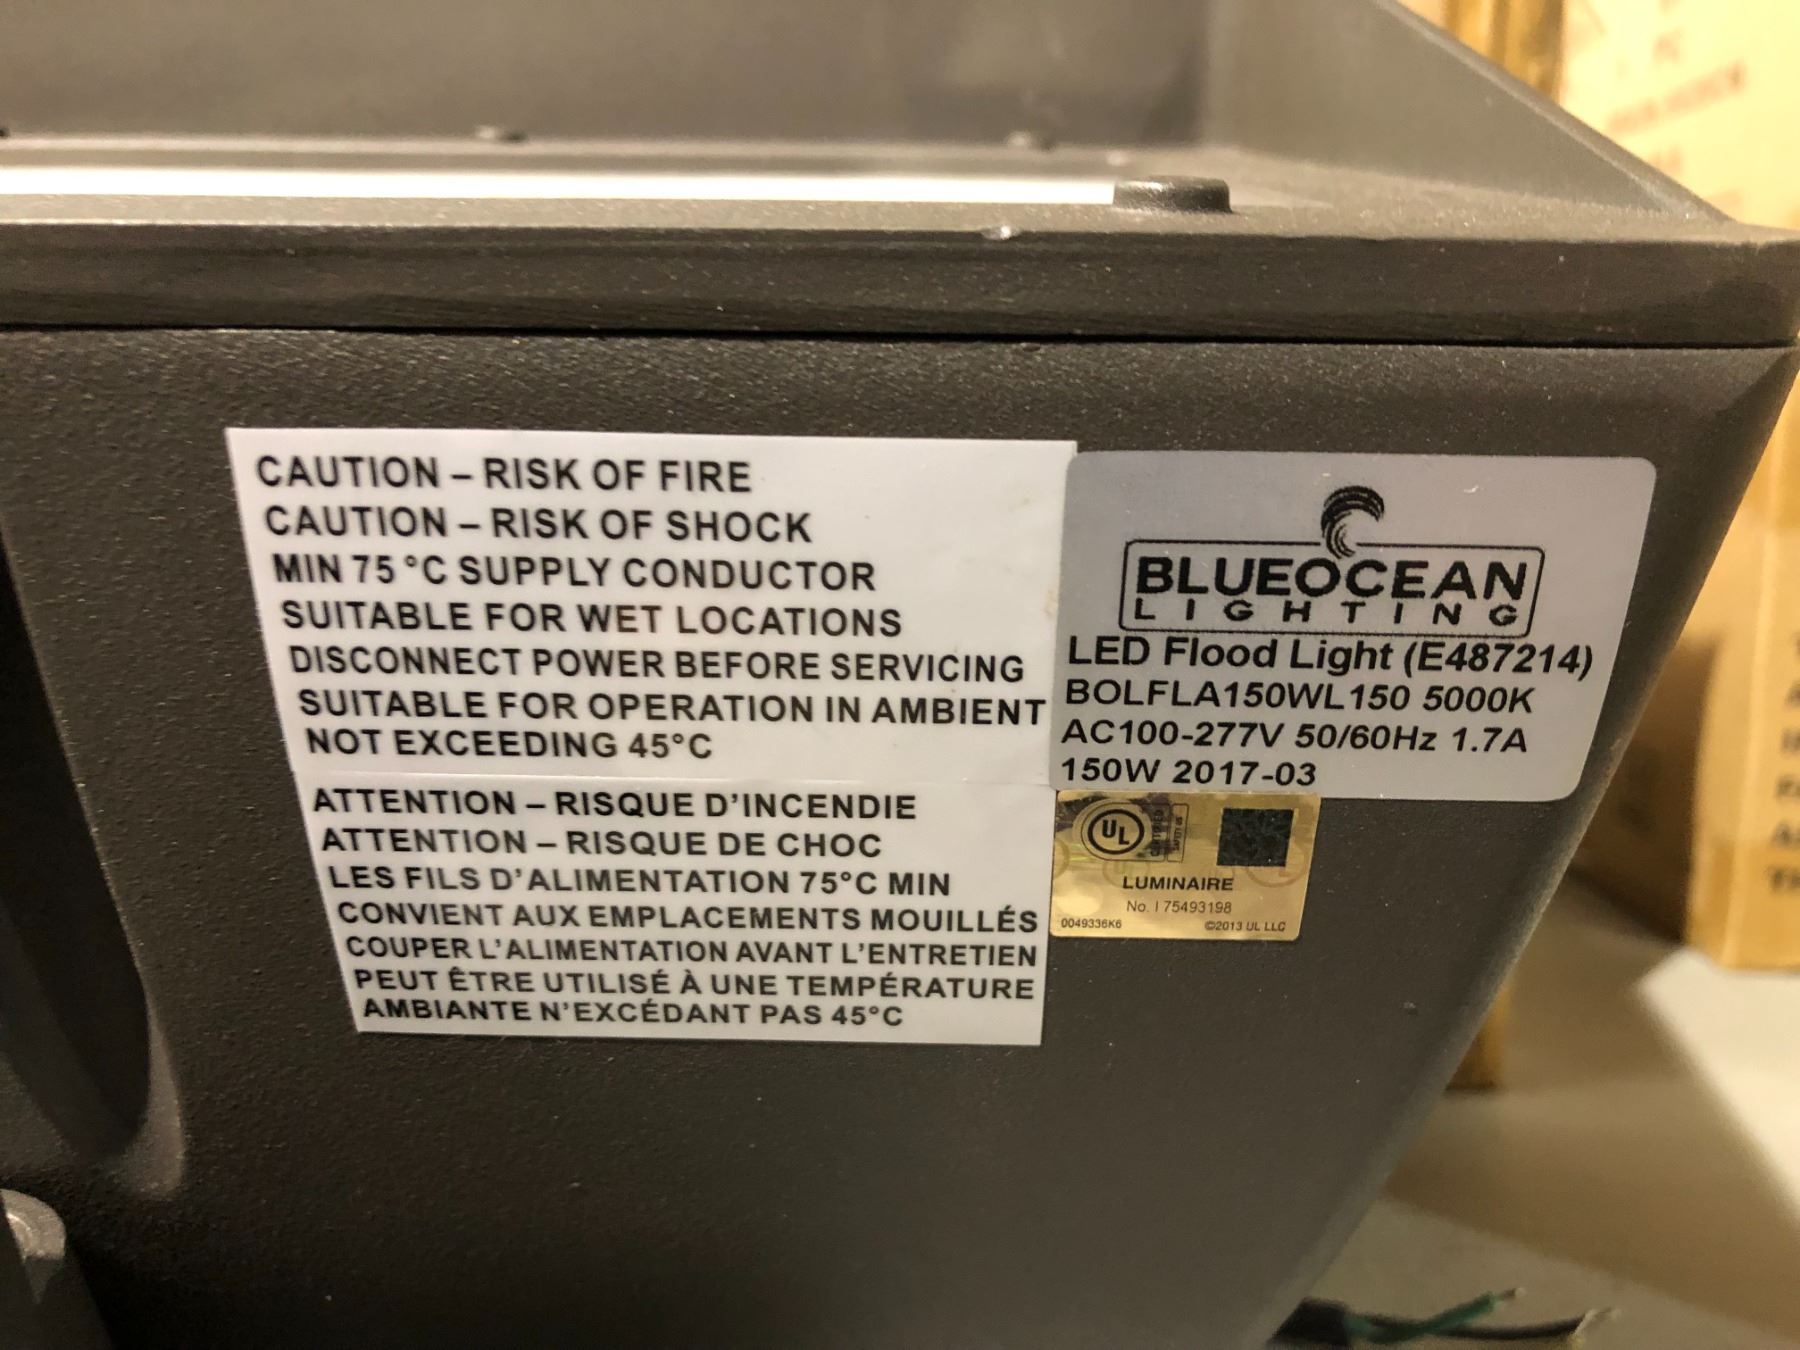 CAUTION – RISK OF FIRE
CAUTION – RISK OF SHOCK
MIN 75 °C SUPPLY CONDUCTOR
SUITABLE FOR WET LOCATIONS
DISCONNECT POWER BEFORE SERVICING
SUITABLE FOR OPERATION IN AMBIENT
NOT EXCEEDING 45°C
ATTENTION – RISQUE D'INCENDIE
ATTENTION – RISQUE DE CHOC
LES FILS D'ALIMENTATION 75°C MIN
CONVIENT AUX EMPLACEMENTS MOUILLÉS
COUPER L'ALIMENTATION AVANT L'ENTRETIEN
PEUT ÊTRE UTILISÉ À UNE TEMPÉRATURE
AMBIANTE N'EXCÉDANT PAS 45°C
BLUEOCEAN
LIGHTING
LED Flood Light (E487214)
BOLFLA150WL150 5000K
AC100-277V 50/60Hz 1.7A
150W 2017-03
UL
CERTIFIED
SAFETY US
LUMINAIRE
No. I 75493198
0049336K6 ©2013 UL LLC